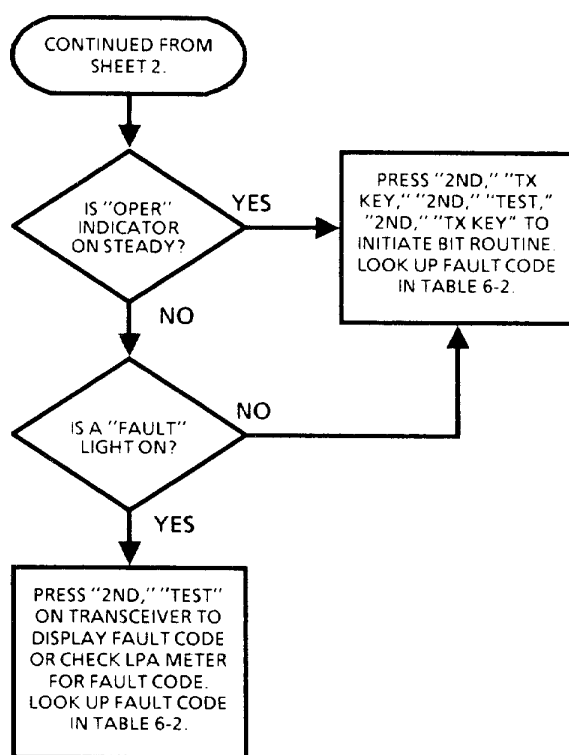 CONTINUED FROM
SHEET 2.
IS "OPER"
INDICATOR
ON STEADY?
YES
PRESS "2ND," "TX
KEY," "2ND," "TEST,"
"2ND," "TX KEY" TO
INITIATE BIT ROUTINE.
LOOK UP FAULT CODE
IN TABLE 6-2.
NO
IS A "FAULT"
LIGHT ON?
NO
YES
PRESS "2ND," "TEST"
ON TRANSCEIVER TO
DISPLAY FAULT CODE
OR CHECK LPA METER
FOR FAULT CODE.
LOOK UP FAULT CODE
IN TABLE 6-2.